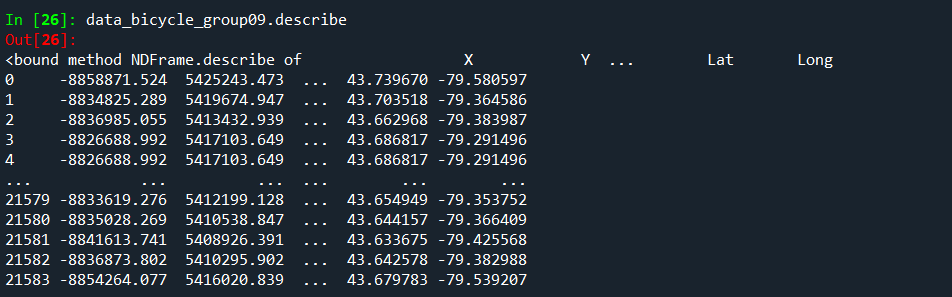 In [26]: data_bicycle_group09.describe
Out[26]:
<bound method NDFrame.describe of                     X            Y  ...        Lat       Long
0     -8858871.524  5425243.473  ...  43.739670 -79.580597
1     -8834825.289  5419674.947  ...  43.703518 -79.364586
2     -8836985.055  5413432.939  ...  43.662968 -79.383987
3     -8826688.992  5417103.649  ...  43.686817 -79.291496
4     -8826688.992  5417103.649  ...  43.686817 -79.291496
...            ...          ...  ...        ...        ...
21579 -8833619.276  5412199.128  ...  43.654949 -79.353752
21580 -8835028.269  5410538.847  ...  43.644157 -79.366409
21581 -8841613.741  5408926.391  ...  43.633675 -79.425568
21582 -8836873.802  5410295.902  ...  43.642578 -79.382988
21583 -8854264.077  5416020.839  ...  43.679783 -79.539207